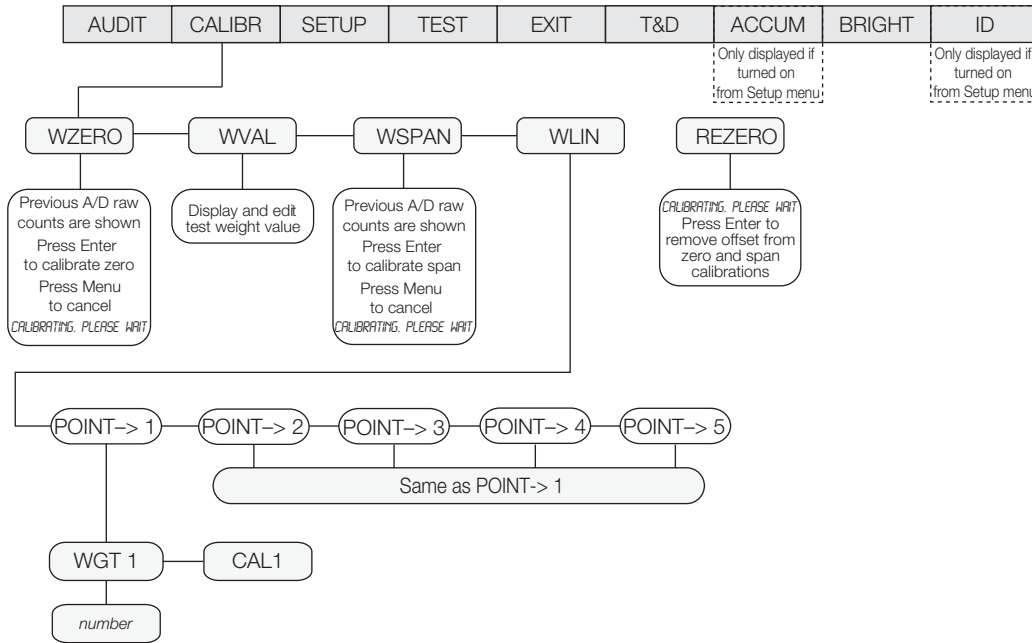 AUDIT CALIBR SETUP TEST EXIT T&D ACCUM BRIGHT ID
Only displayed if
turned on
from Setup menu
Only displayed if
turned on
from Setup menu
WZERO WVAL WSPAN WLIN REZERO
Previous A/D raw
counts are shown
Press Enter
to calibrate zero
Press Menu
to cancel
CALIBRATING. PLEASE WAIT
Display and edit
test weight value
Previous A/D raw
counts are shown
Press Enter
to calibrate span
Press Menu
to cancel
CALIBRATING. PLEASE WAIT
CALIBRATING. PLEASE WAIT
Press Enter to
remove offset from
zero and span
calibrations
POINT–> 1 POINT–> 2 POINT–> 3 POINT–> 4 POINT–> 5
Same as POINT-> 1
WGT 1 CAL1
number